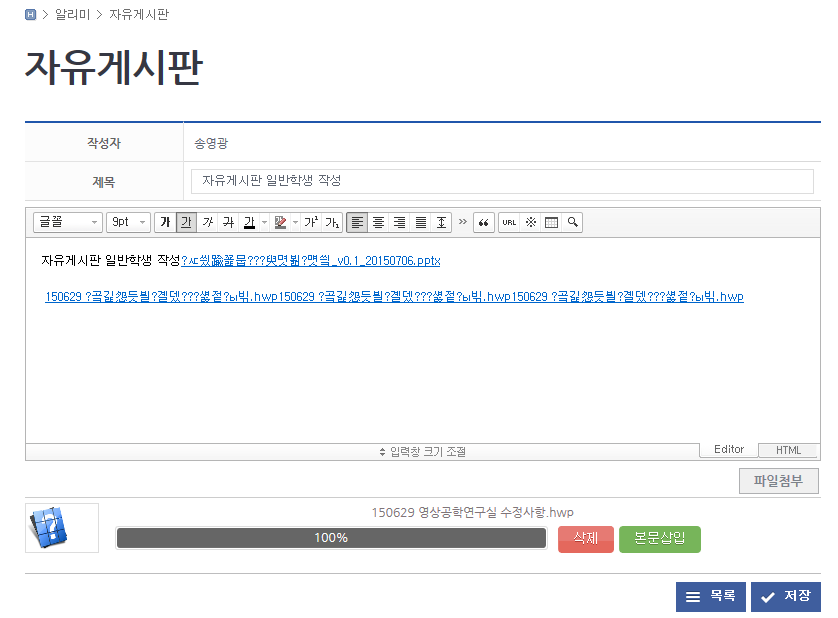 H > 알리미 > 자유게시판
자유게시판
작성자 송영광
제목 자유게시판 일반학생 작성
글꼴 9pt 가 가 가 가 가 가¹ 가₁ URL
자유게시판 일반학생 작성 _v0.1_20150706.pptx
150629 .hwp150629 .hwp150629 .hwp
입력창 크기 조절 Editor HTML
파일첨부
150629 영상공학연구실 수정사항.hwp
100% 삭제 본문삽입
목록 저장